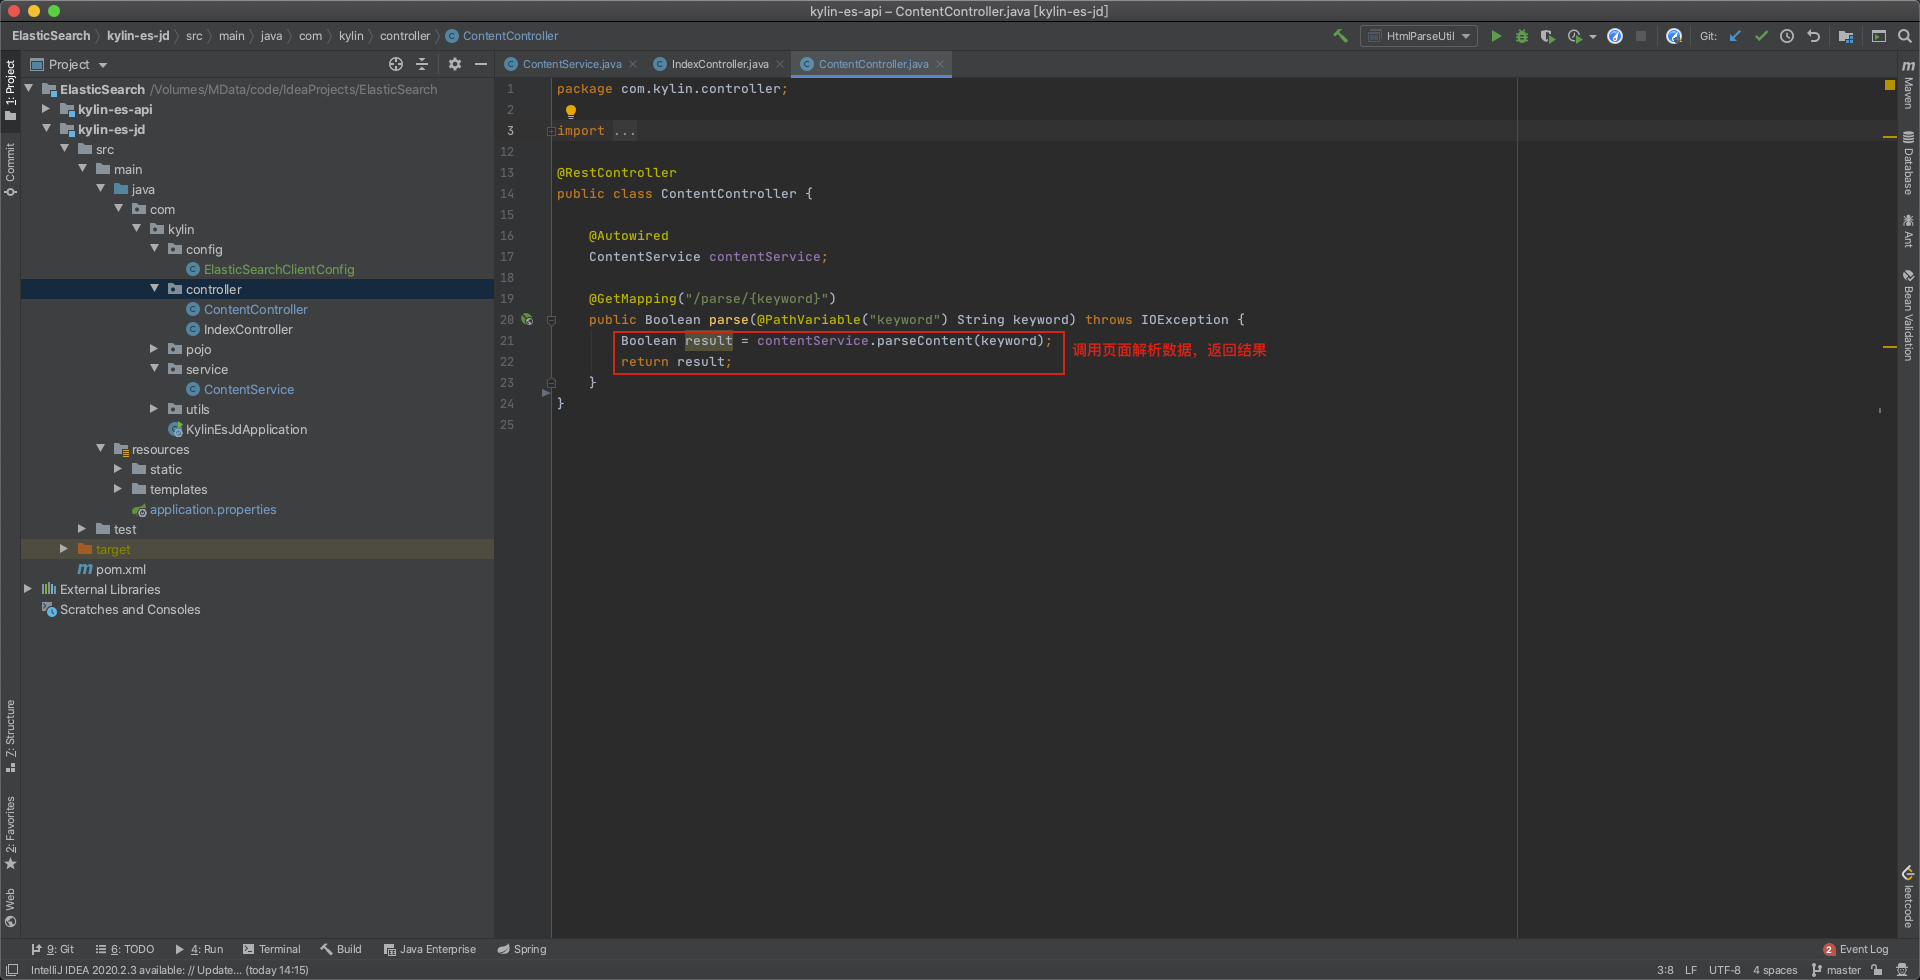 kylin-es-api – ContentController.java [kylin-es-jd]
ElasticSearch kylin-es-jd src main java com kylin controller ContentController
HtmlParseUtil Git:
Project
ContentService.java IndexController.java ContentController.java
1: Project
Commit
7: Structure
2: Favorites
Web
ElasticSearch /Volumes/MData/code/IdeaProjects/ElasticSearch
kylin-es-api
kylin-es-jd
src
main
java
com
kylin
config
ElasticSearchClientConfig
controller
ContentController
IndexController
pojo
service
ContentService
utils
KylinEsJdApplication
resources
static
templates
application.properties
test
target
pom.xml
External Libraries
Scratches and Consoles
1 package com.kylin.controller;
2
3 import ...
12
13 @RestController
14 public class ContentController {
15
16 @Autowired
17 ContentService contentService;
18
19 @GetMapping("/parse/{keyword}")
20 public Boolean parse(@PathVariable("keyword") String keyword) throws IOException {
21 Boolean result = contentService.parseContent(keyword);
调用页面解析数据，返回结果
22 return result;
23 }
24 }
25
Maven
Database
Ant
Bean Validation
leetcode
9: Git 6: TODO 4: Run Terminal Build Java Enterprise Spring 2 Event Log
IntelliJ IDEA 2020.2.3 available: // Update... (today 14:15) 3:8 LF UTF-8 4 spaces master